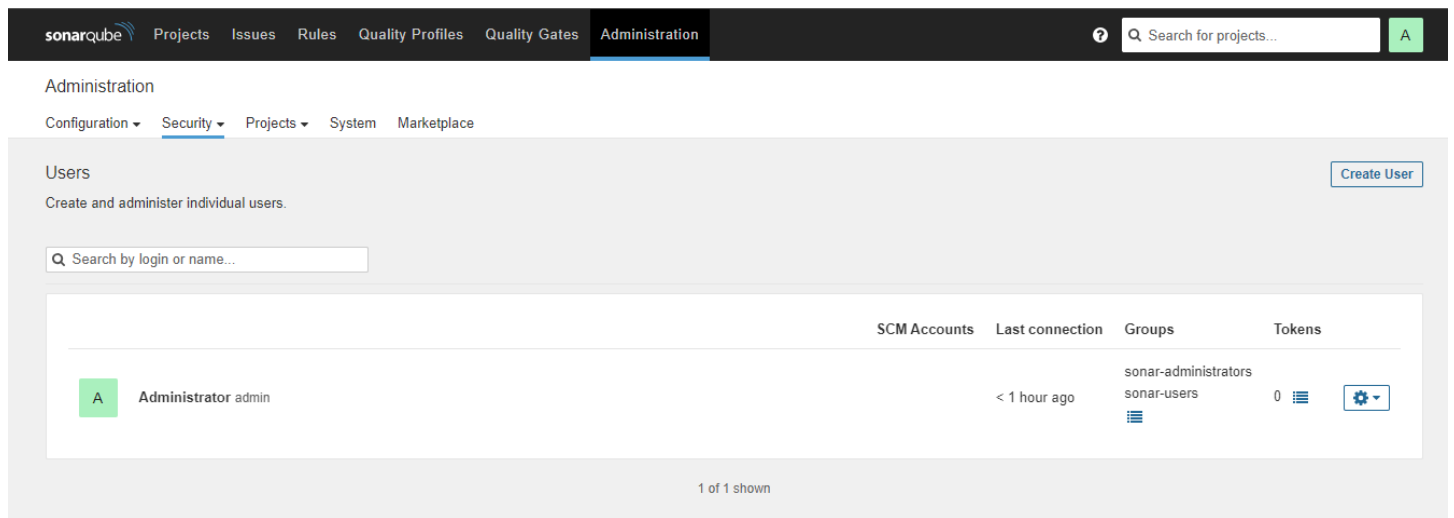 sonarqube Projects Issues Rules Quality Profiles Quality Gates Administration ? Search for projects... A
Administration
Configuration Security Projects System Marketplace
Users Create User
Create and administer individual users.
Search by login or name...
SCM Accounts Last connection Groups Tokens
sonar-administrators
A Administrator admin < 1 hour ago sonar-users 0
1 of 1 shown